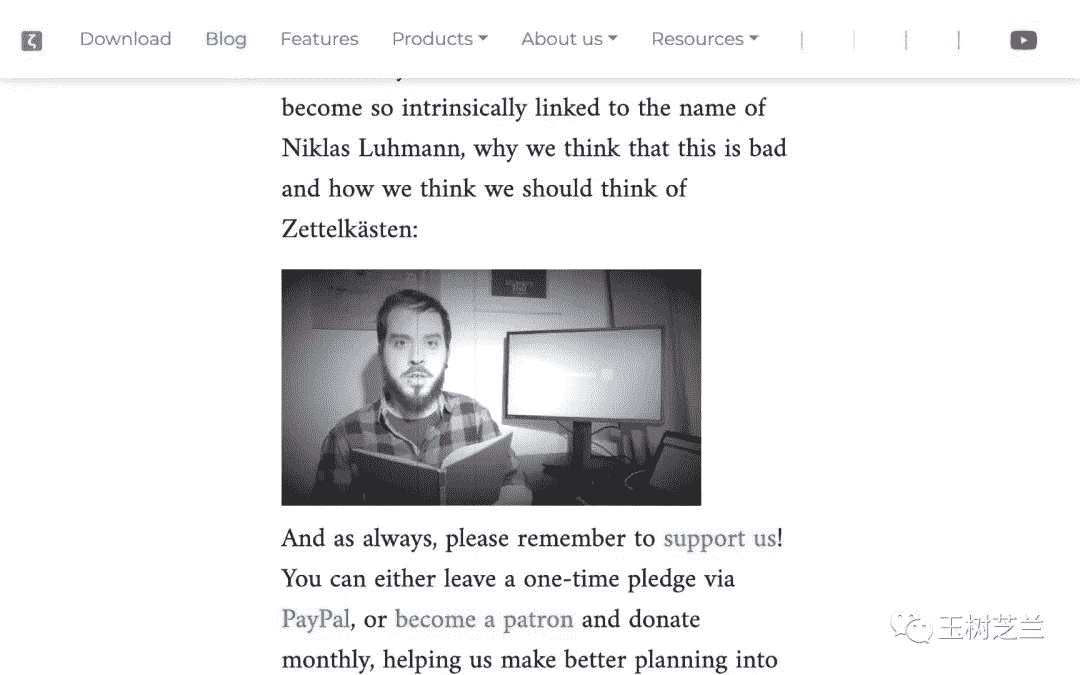 ζ Download Blog Features Products About us Resources
become so intrinsically linked to the name of
Niklas Luhmann, why we think that this is bad
and how we think we should think of
Zettelkästen:
And as always, please remember to support us!
You can either leave a one-time pledge via
PayPal, or become a patron and donate
monthly, helping us make better planning into
玉树芝兰